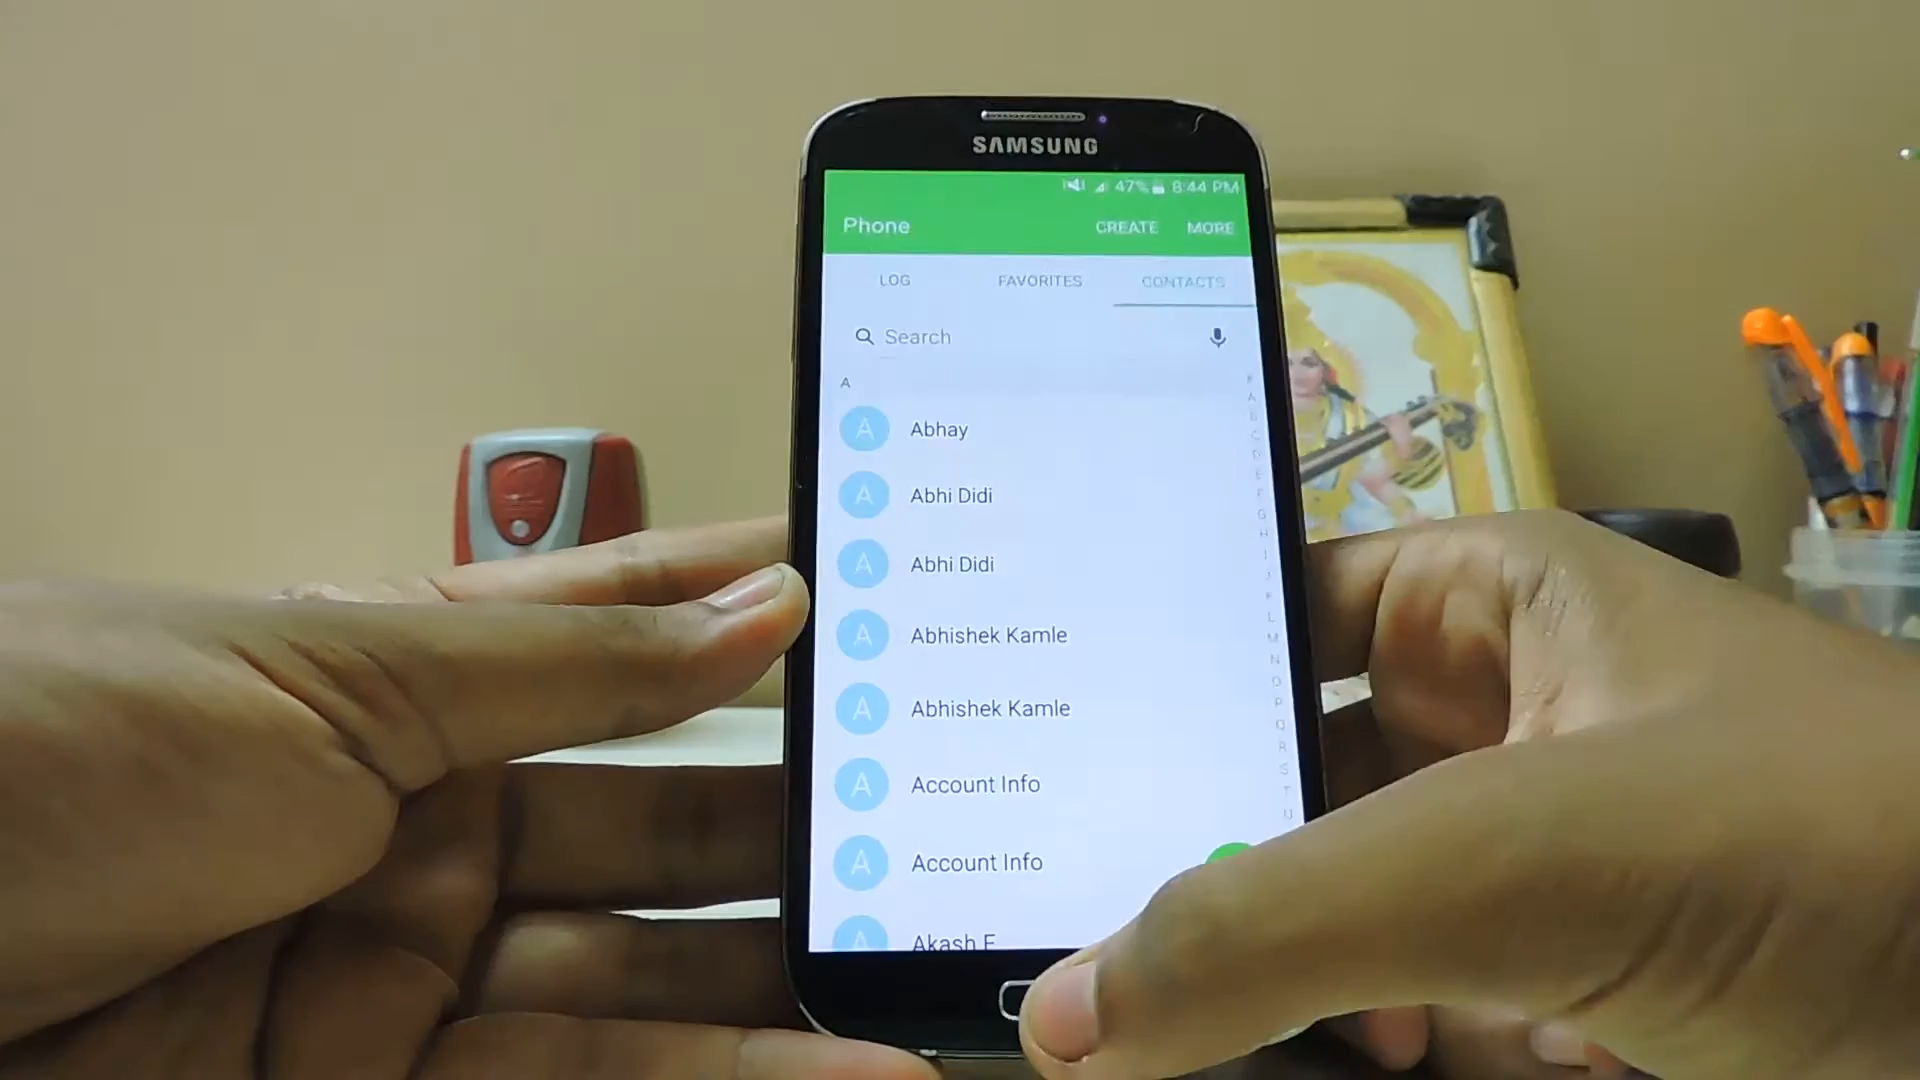 SAMSUNG
47% 8:44 PM
Phone CREATE MORE
LOG FAVORITES CONTACTS
Search
A
A Abhay
A Abhi Didi
A Abhi Didi
A Abhishek Kamle
A Abhishek Kamle
A Account Info
A Account Info
A Akash E
#
A
B
C
D
E
F
G
H
I
J
K
L
M
N
O
P
Q
R
S
T
U